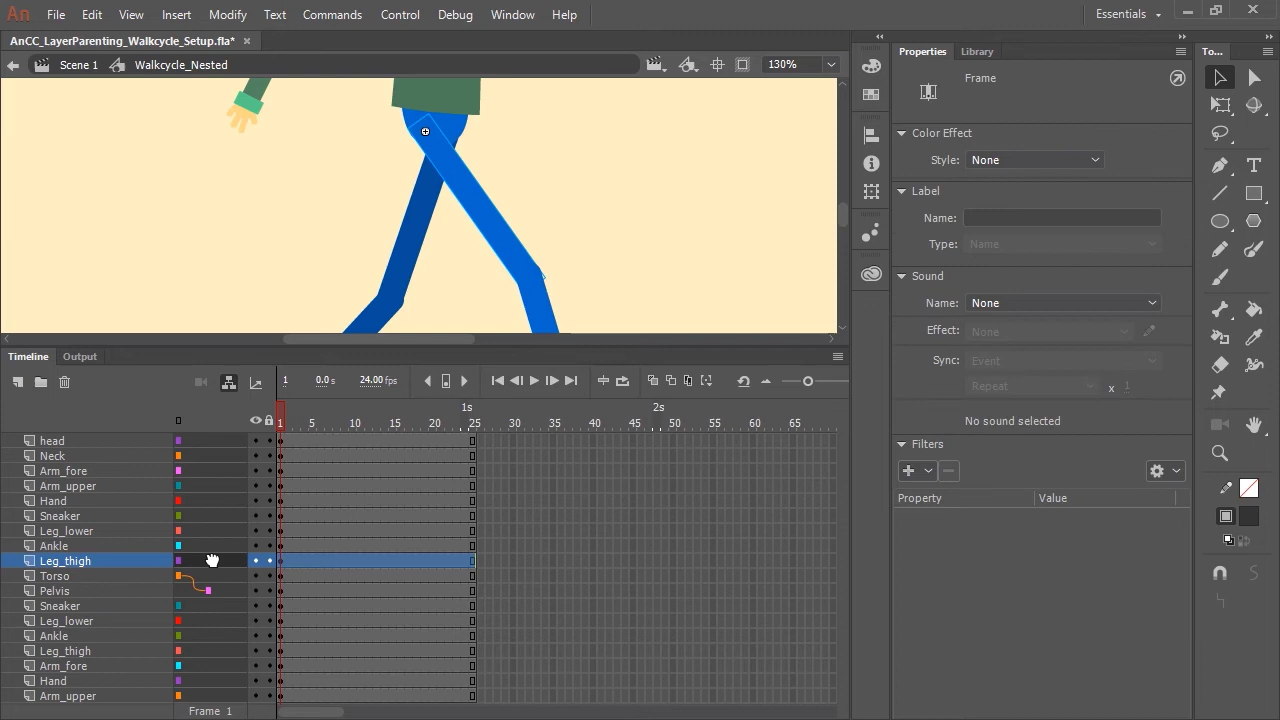 An File Edit View Insert Modify Text Commands Control Debug Window Help Essentials
AnCC_LayerParenting_Walkcycle_Setup.fla* ×
Scene 1 Walkcycle_Nested 130%
Properties Library To...
Frame
Color Effect
Style: None
Label
Name:
Type: Name
Sound
Name: None
Effect: None
Sync: Event
Repeat x 1
No sound selected
Filters
Property Value
Timeline Output
1 0.0 s 24.00 fps
1s 2s
1 5 10 15 20 25 30 35 40 45 50 55 60 65
head
Neck
Arm_fore
Arm_upper
Hand
Sneaker
Leg_lower
Ankle
Leg_thigh
Torso
Pelvis
Sneaker
Leg_lower
Ankle
Leg_thigh
Arm_fore
Hand
Arm_upper
Frame 1